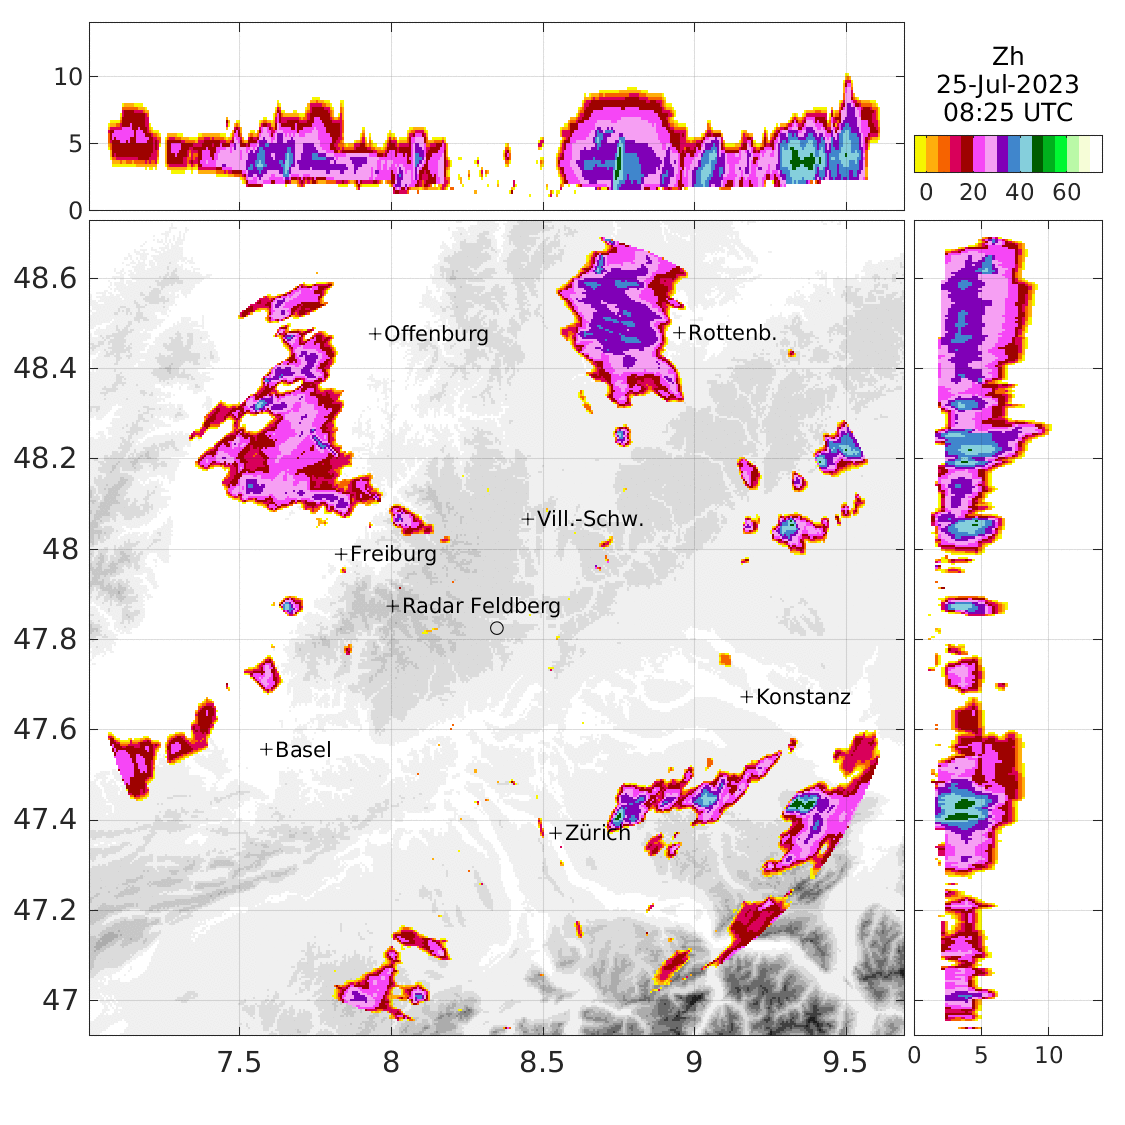 10
5
0
Zh
25-Jul-2023
08:25 UTC
0 20 40 60
48.6
48.4
48.2
48
47.8
47.6
47.4
47.2
47
+Offenburg
+Rottenb.
+Vill.-Schw.
+Freiburg
+Radar Feldberg
+Konstanz
+Basel
+Zürich
7.5 8 8.5 9 9.5
0 5 10